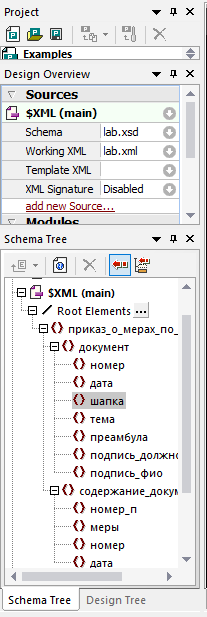 Project
Examples
Design Overview
Sources
$XML (main)
Schema lab.xsd
Working XML lab.xml
Template XML
XML Signature Disabled
add new Source...
Modules
Schema Tree
$XML (main)
Root Elements ...
приказ_о_мерах_по_
документ
номер
дата
шапка
тема
преамбула
подпись_должно
подпись_фио
содержание_докум
номер_п
меры
номер
дата
Schema Tree Design Tree